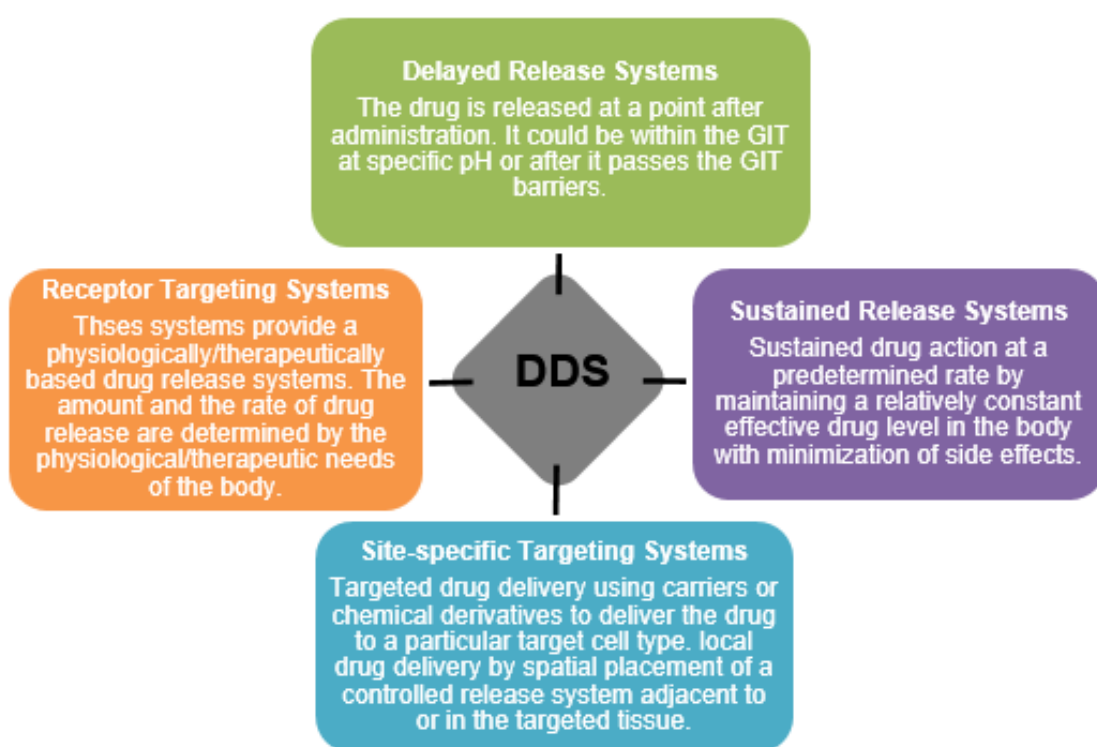 Delayed Release Systems
The drug is released at a point after
administration. It could be within the GIT
at specific pH or after it passes the GIT
barriers.
Receptor Targeting Systems
Thses systems provide a
physiologically/therapeutically
based drug release systems. The
amount and the rate of drug
release are determined by the
physiological/therapeutic needs
of the body.
DDS
Sustained Release Systems
Sustained drug action at a
predetermined rate by
maintaining a relatively constant
effective drug level in the body
with minimization of side effects.
Site-specific Targeting Systems
Targeted drug delivery using carriers or
chemical derivatives to deliver the drug
to a particular target cell type. local
drug delivery by spatial placement of a
controlled release system adjacent to
or in the targeted tissue.